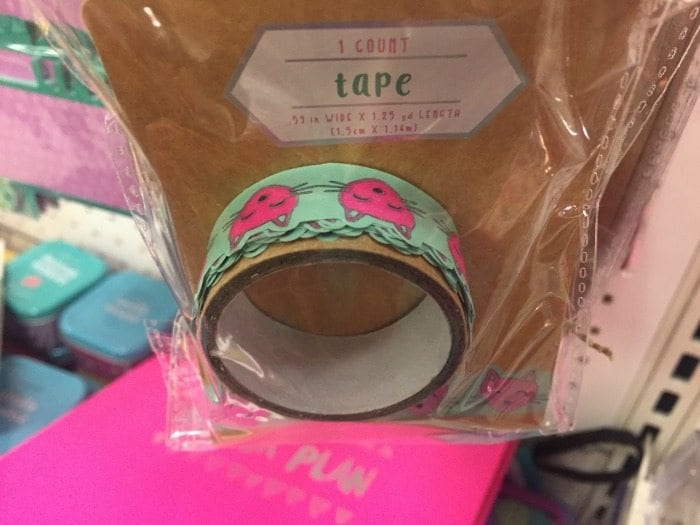 1 COUNT
tape
.59 in WIDE X 1.25 yd LENGTH
(1.5cm X 1.14m)
PLAN